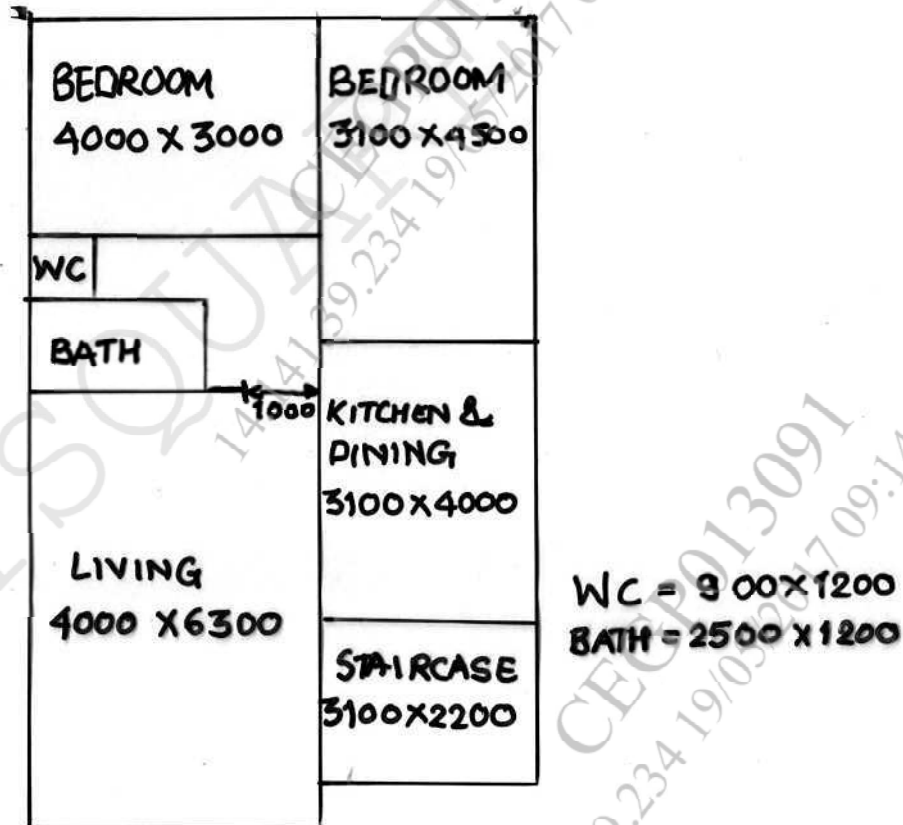 BEDROOM
4000 X 3000
BEDROOM
3100 X 4500
WC
BATH
1000
KITCHEN &
DINING
3100 X 4000
LIVING
4000 X 6300
WC = 900 X 1200
BATH = 2500 X 1200
STAIRCASE
3100 X 2200
CEGP013091